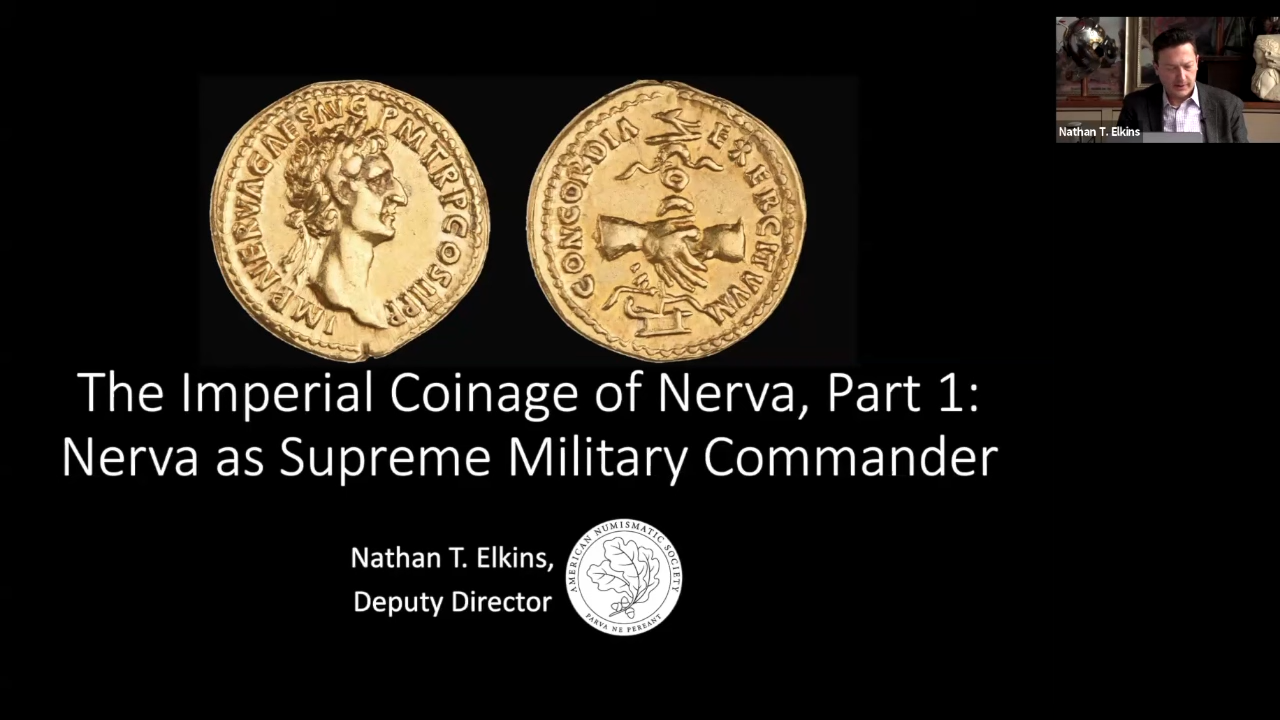 IMP NERVA CAES AVG P M TR P COS II P P
CONCORDIA EXERCITVVM
The Imperial Coinage of Nerva, Part 1:
Nerva as Supreme Military Commander
Nathan T. Elkins,
Deputy Director
AMERICAN NUMISMATIC SOCIETY
PARVA NE PEREANT
Nathan T. Elkins